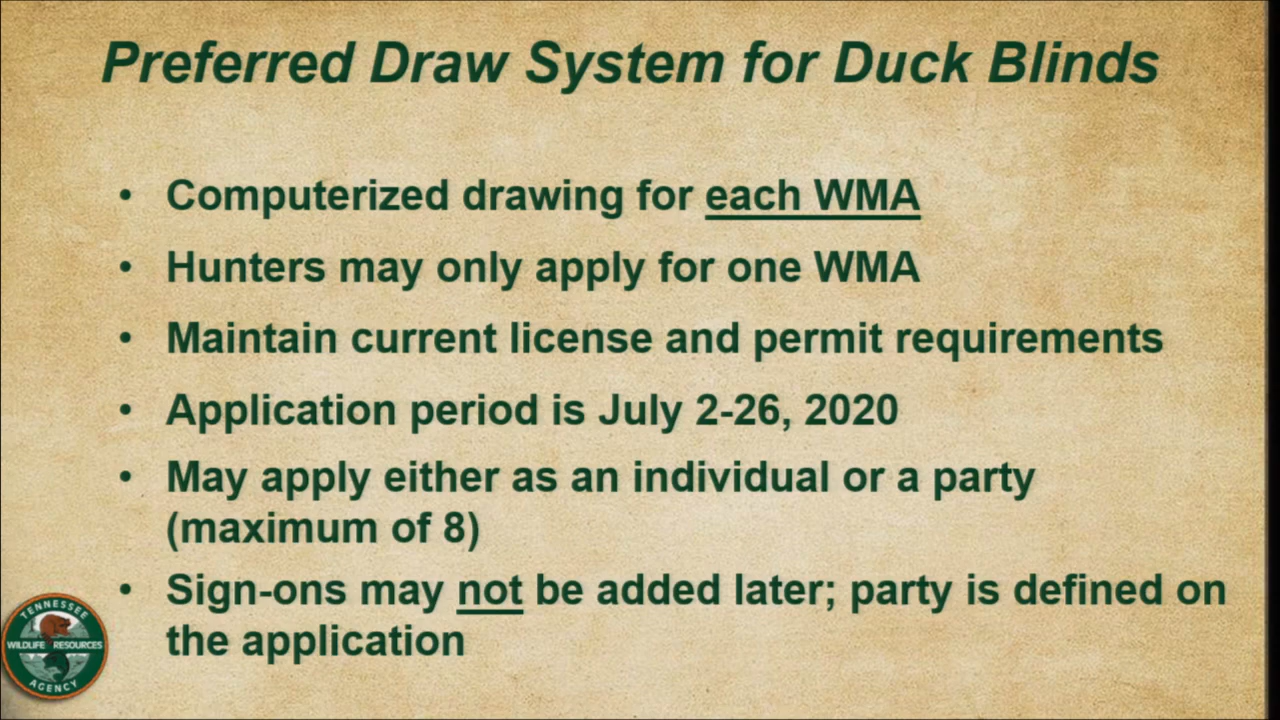 Preferred Draw System for Duck Blinds
• Computerized drawing for each WMA
• Hunters may only apply for one WMA
• Maintain current license and permit requirements
• Application period is July 2-26, 2020
• May apply either as an individual or a party
(maximum of 8)
• Sign-ons may not be added later; party is defined on
the application
TENNESSEE
WILDLIFE RESOURCES
AGENCY